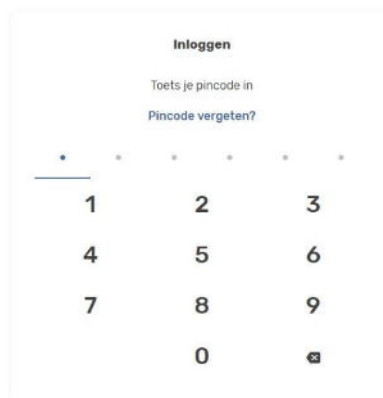 Inloggen
Toets je pincode in
Pincode vergeten?
1 2 3
4 5 6
7 8 9
0